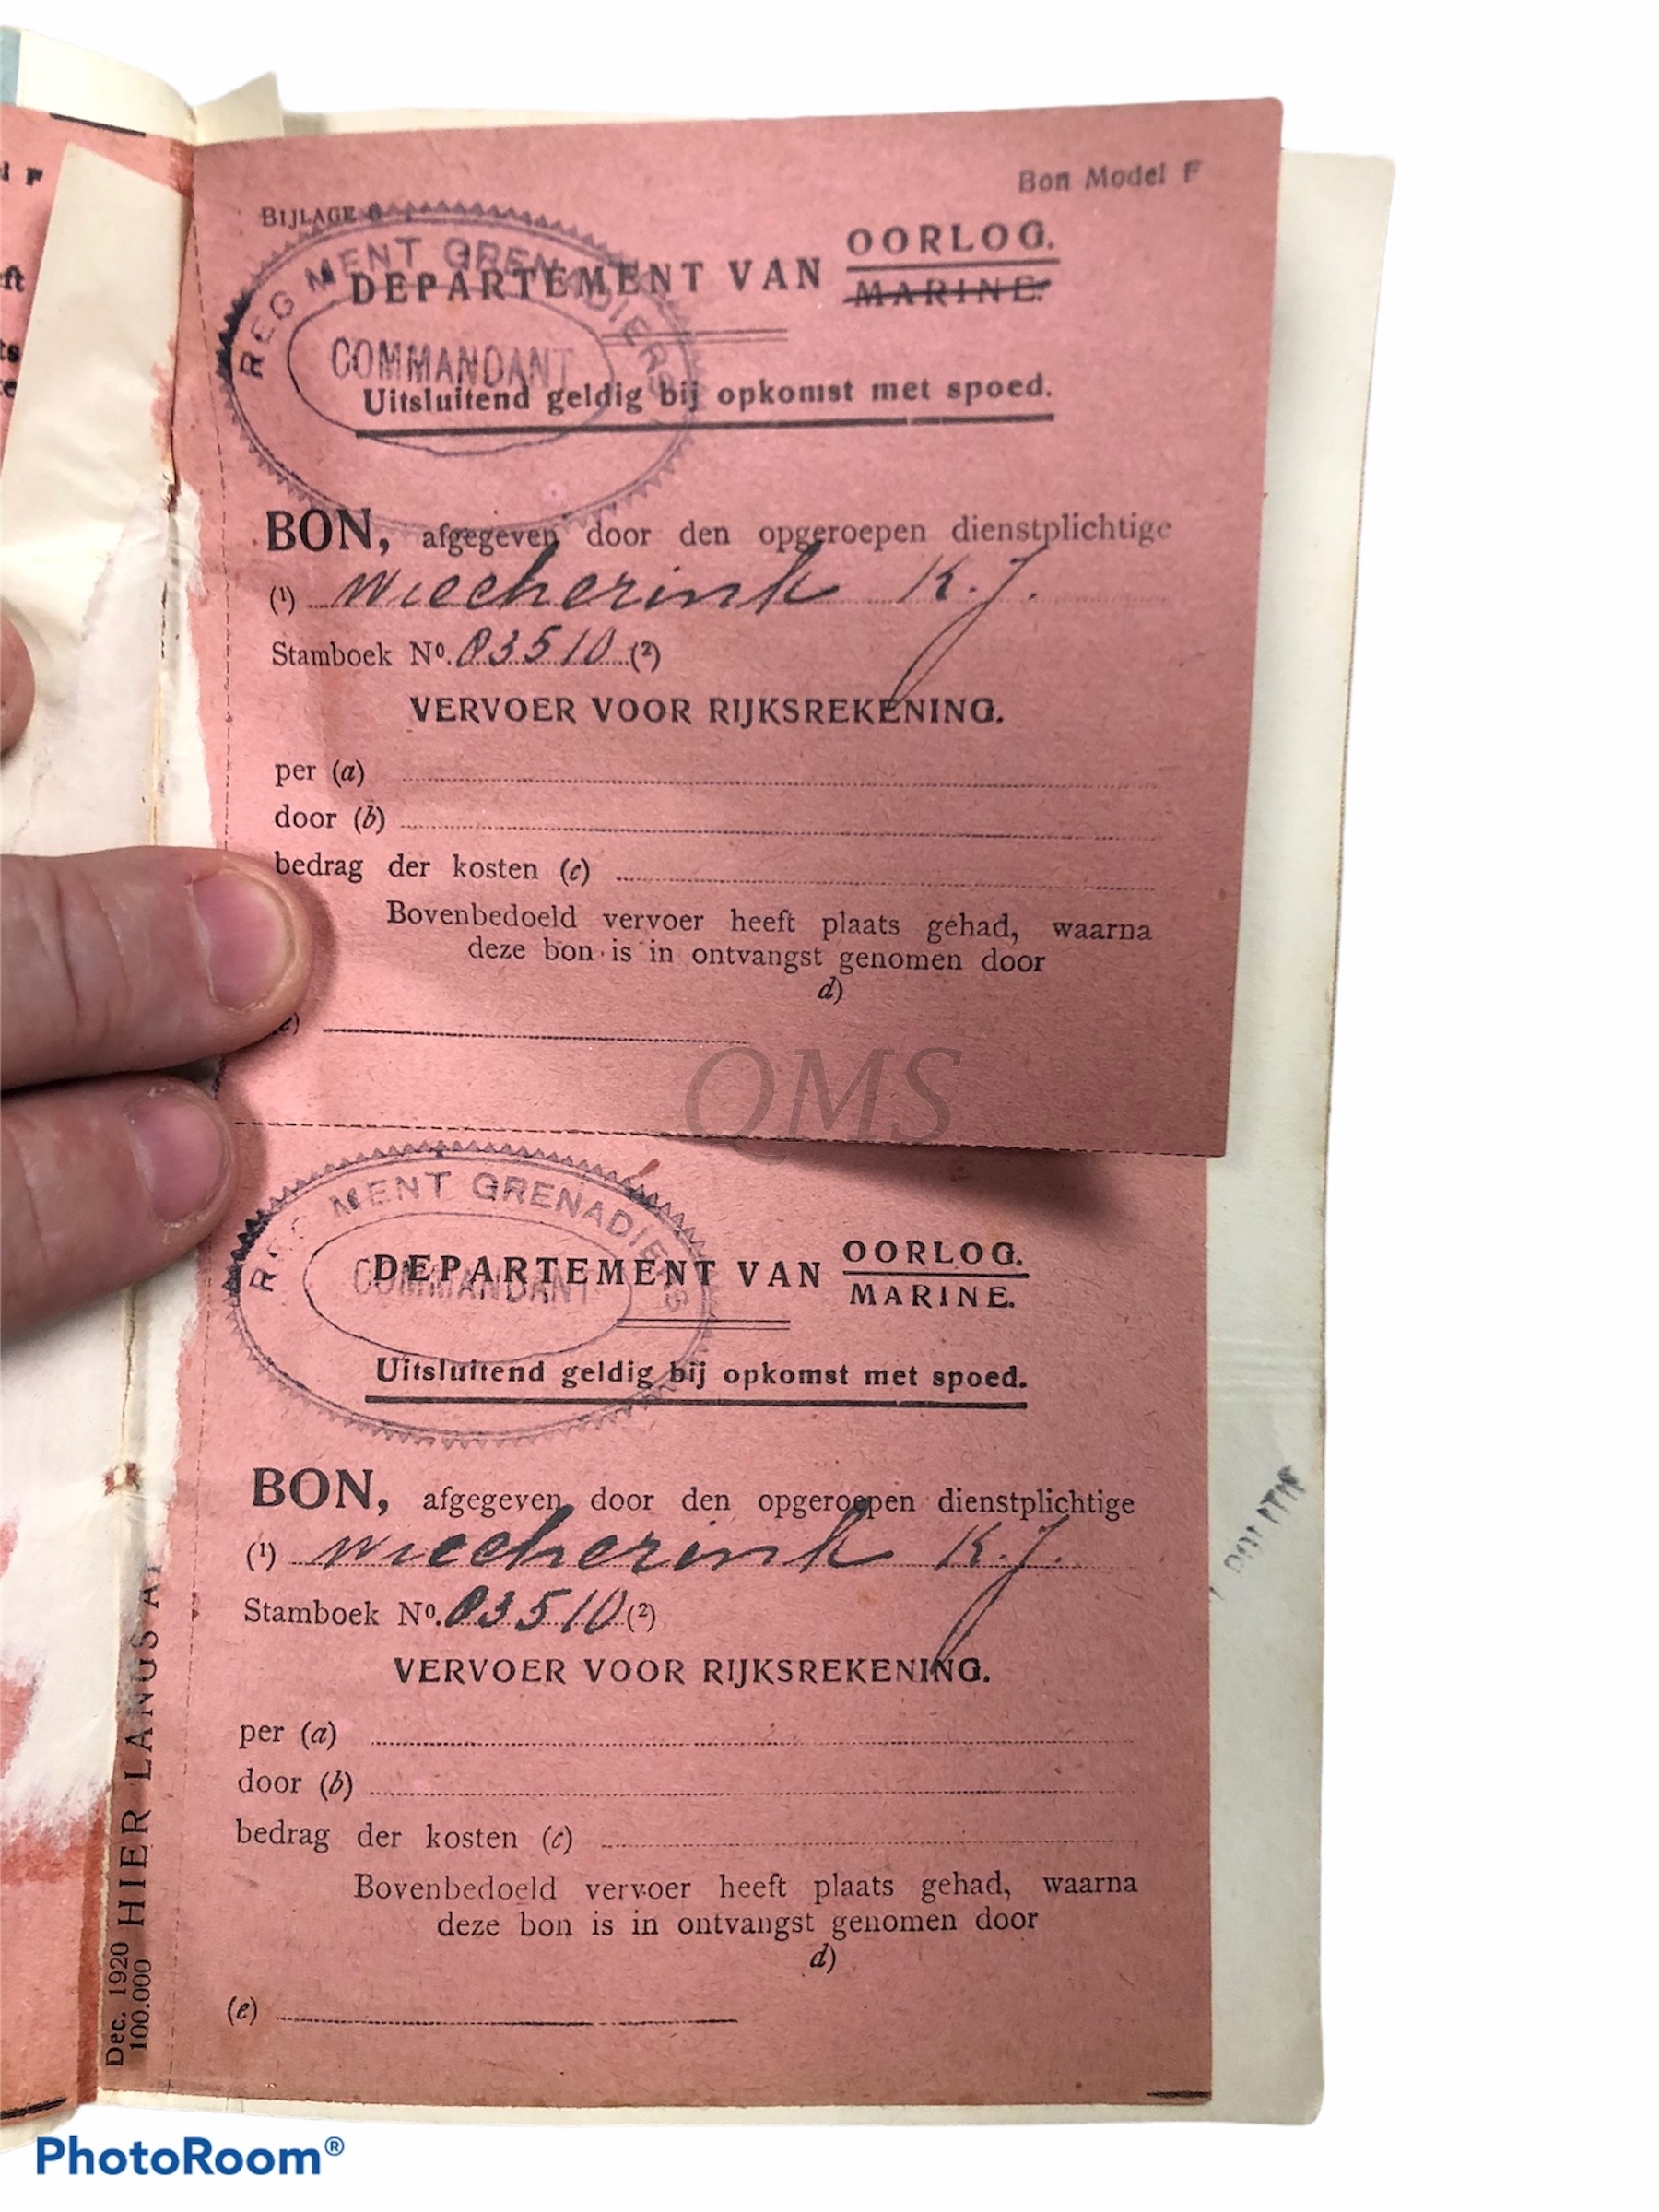 Bon Model F
BIJLAGE 6
REGIMENT GRENADIERS
COMMANDANT
DEPARTEMENT VAN OORLOG.
MARINE.
Uitsluitend geldig bij opkomst met spoed.
BON, afgegeven door den opgeroepen dienstplichtige
(1) Wiecherink K.J.
Stamboek No. 03510 (2)
VERVOER VOOR RIJKSREKENING.
per (a)
door (b)
bedrag der kosten (c)
Bovenbedoeld vervoer heeft plaats gehad, waarna
deze bon is in ontvangst genomen door
d)
(e)
QMS
REGIMENT GRENADIERS
COMMANDANT
DEPARTEMENT VAN OORLOG.
MARINE.
Uitsluitend geldig bij opkomst met spoed.
BON, afgegeven door den opgeroepen dienstplichtige
(1) Wiecherink K.J.
Stamboek No. 03510 (2)
VERVOER VOOR RIJKSREKENING.
per (a)
door (b)
bedrag der kosten (c)
Bovenbedoeld vervoer heeft plaats gehad, waarna
deze bon is in ontvangst genomen door
d)
(e)
HIER LANGS
Dec. 1920
100.000
PhotoRoom®